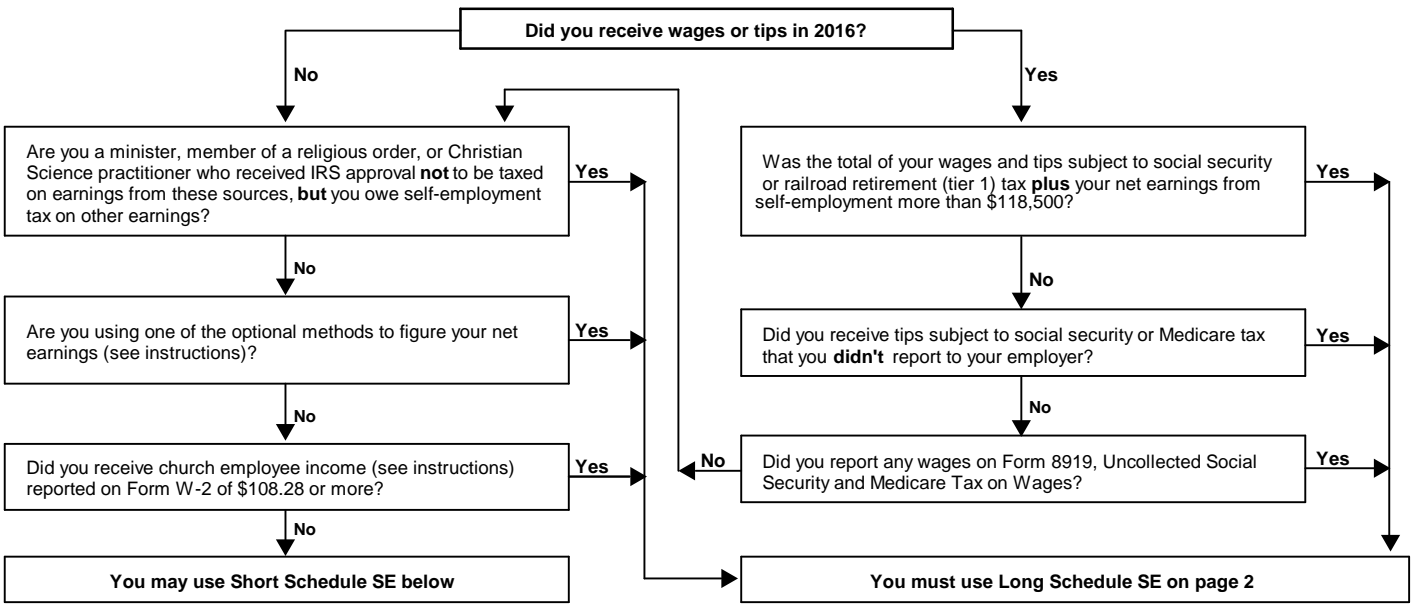 Did you receive wages or tips in 2016?
No
Yes
Are you a minister, member of a religious order, or Christian
Science practitioner who received IRS approval not to be taxed
on earnings from these sources, but you owe self-employment
tax on other earnings?
Yes
Was the total of your wages and tips subject to social security
or railroad retirement (tier 1) tax plus your net earnings from
self-employment more than $118,500?
Yes
No
No
Are you using one of the optional methods to figure your net
earnings (see instructions)?
Yes
Did you receive tips subject to social security or Medicare tax
that you didn't report to your employer?
Yes
No
No
Did you receive church employee income (see instructions)
reported on Form W-2 of $108.28 or more?
Yes
No
Did you report any wages on Form 8919, Uncollected Social
Security and Medicare Tax on Wages?
Yes
No
You may use Short Schedule SE below
You must use Long Schedule SE on page 2